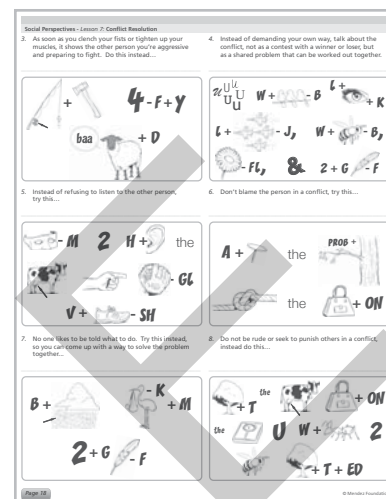 Social Perspectives - Lesson 7: Conflict Resolution
3. As soon as you clench your fists or tighten up your
muscles, it shows the other person you're aggressive
and preparing to fight. Do this instead...
4. Instead of demanding your own way, talk about the
conflict, not as a contest with a winner or loser, but
as a shared problem that can be worked out together.
+ 4-F+Y
baa + D
uUuUuU W+ -B L+ +K
L+ -J, W+ -B,
-FL, & 2+G -F
5. Instead of refusing to listen to the other person,
try this...
6. Don't blame the person in a conflict, try this...
-M 2 H+ the
-GL
V+ -SH
A+ the PROB+
the +ON
7. No one likes to be told what to do. Try this instead,
so you can come up with a way to solve the problem
together...
8. Do not be rude or seek to punish others in a conflict,
instead do this...
B+ -K +M
2+G -F
+T the +ON
the U W+ 2
+T+ED
Page 18
© Mendez Foundation